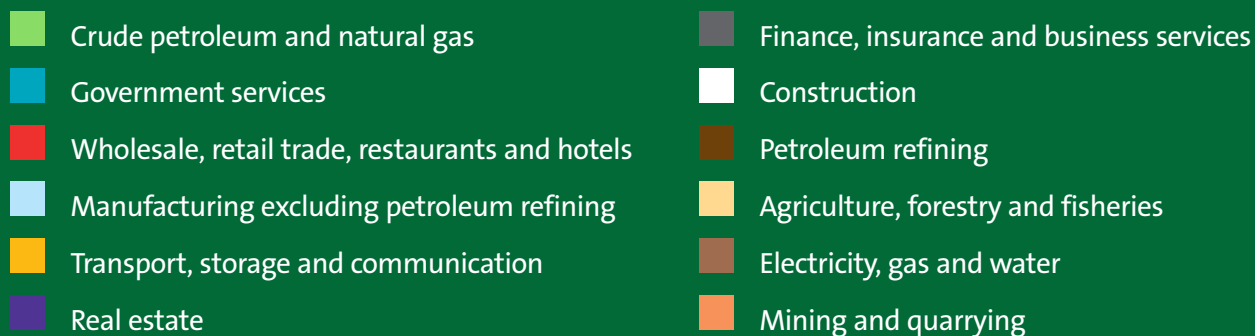 Crude petroleum and natural gas
Government services
Wholesale, retail trade, restaurants and hotels
Manufacturing excluding petroleum refining
Transport, storage and communication
Real estate
Finance, insurance and business services
Construction
Petroleum refining
Agriculture, forestry and fisheries
Electricity, gas and water
Mining and quarrying